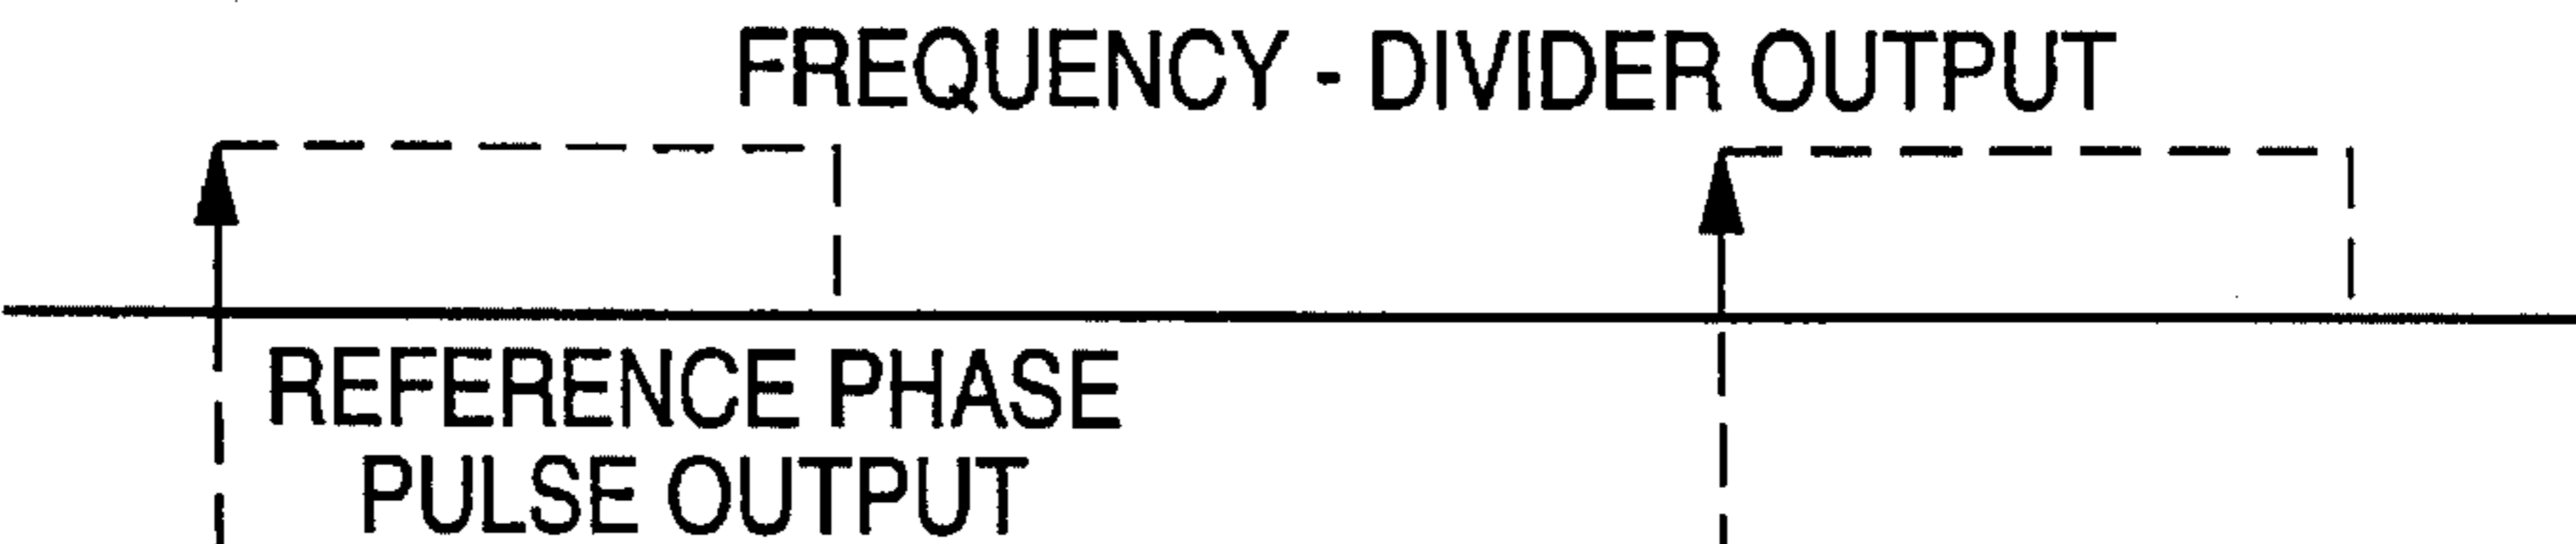 FREQUENCY - DIVIDER OUTPUT
REFERENCE PHASE
PULSE OUTPUT